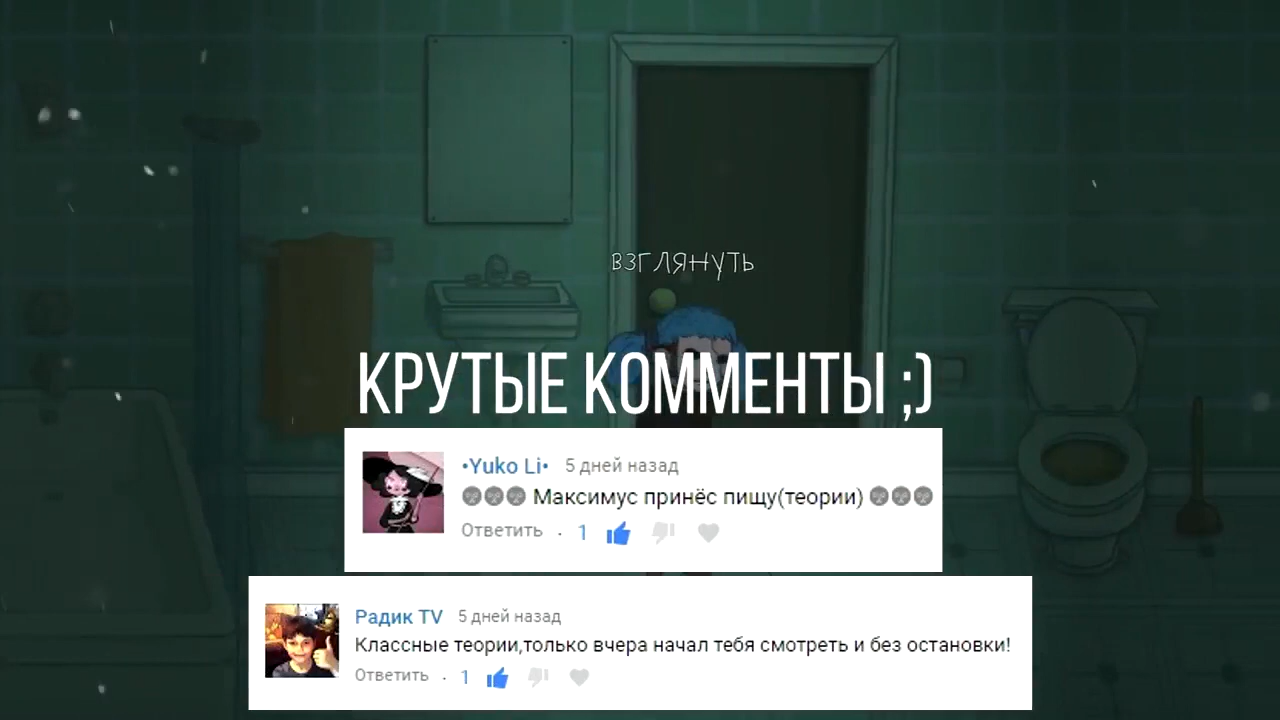 ВЗГЛЯНУТЬ
КРУТЫЕ КОММЕНТЫ ;)
•Yuko Li• 5 дней назад
🌚🌚🌚 Максимус принёс пищу(теории) 🌚🌚🌚
Ответить · 1
Радик TV 5 дней назад
Классные теории,только вчера начал тебя смотреть и без остановки!
Ответить · 1